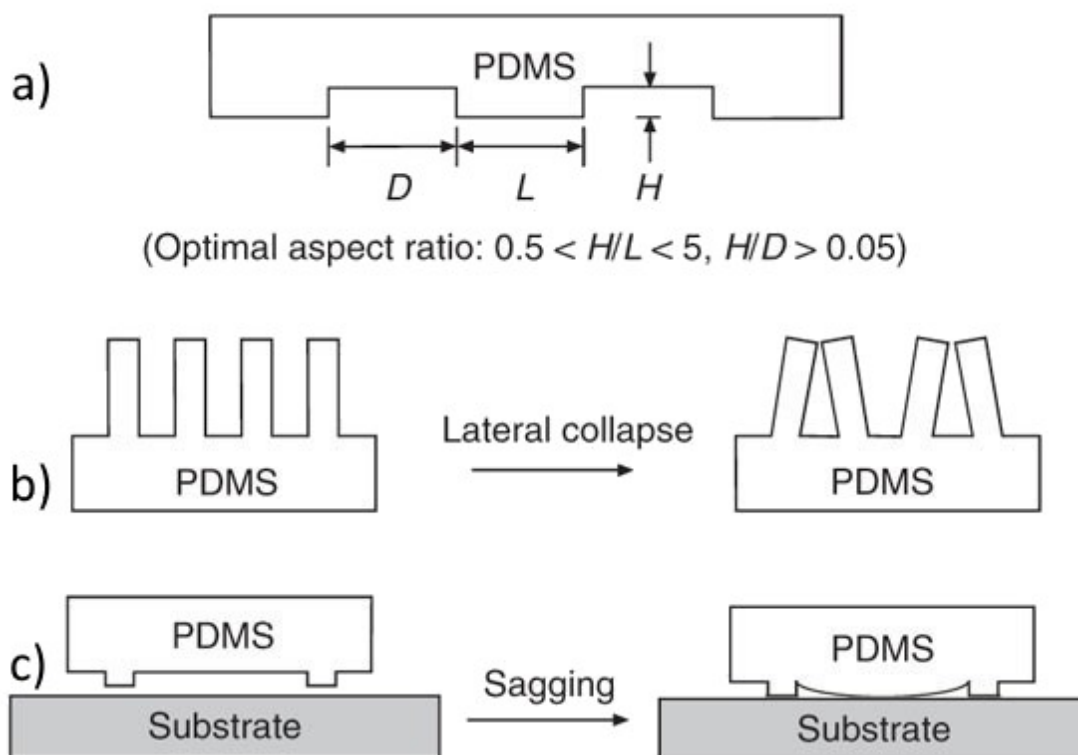 a)
PDMS
D L H
(Optimal aspect ratio: 0.5 < H/L < 5, H/D > 0.05)
b)
PDMS
Lateral collapse
PDMS
c)
PDMS
Substrate
Sagging
PDMS
Substrate